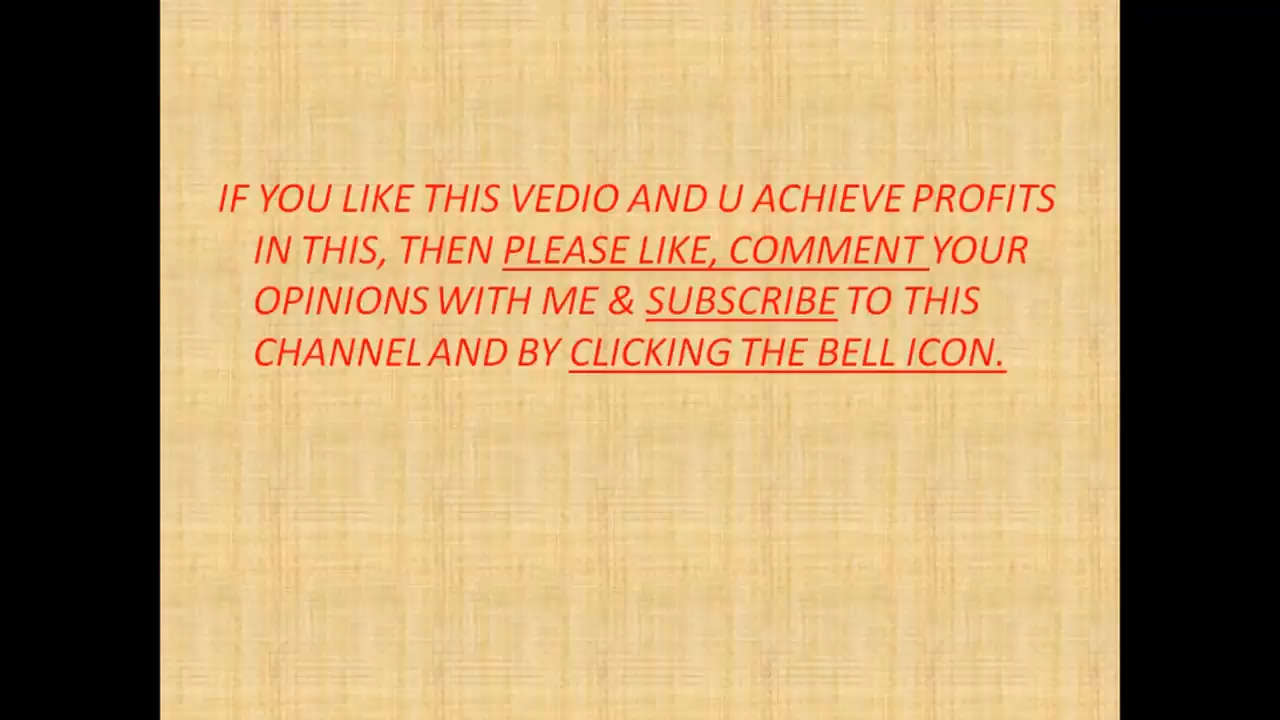 IF YOU LIKE THIS VEDIO AND U ACHIEVE PROFITS
IN THIS, THEN PLEASE LIKE, COMMENT YOUR
OPINIONS WITH ME & SUBSCRIBE TO THIS
CHANNEL AND BY CLICKING THE BELL ICON.